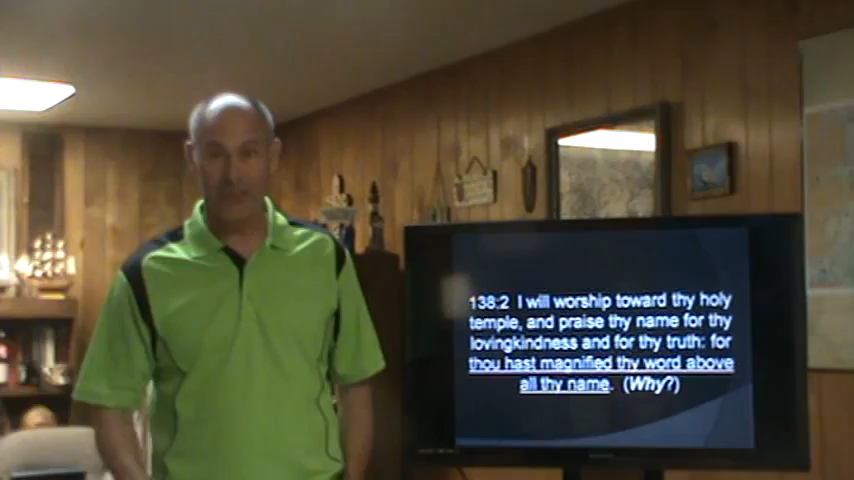 138:2 I will worship toward thy holy
temple, and praise thy name for thy
lovingkindness and for thy truth: for
thou hast magnified thy word above
all thy name. (Why?)